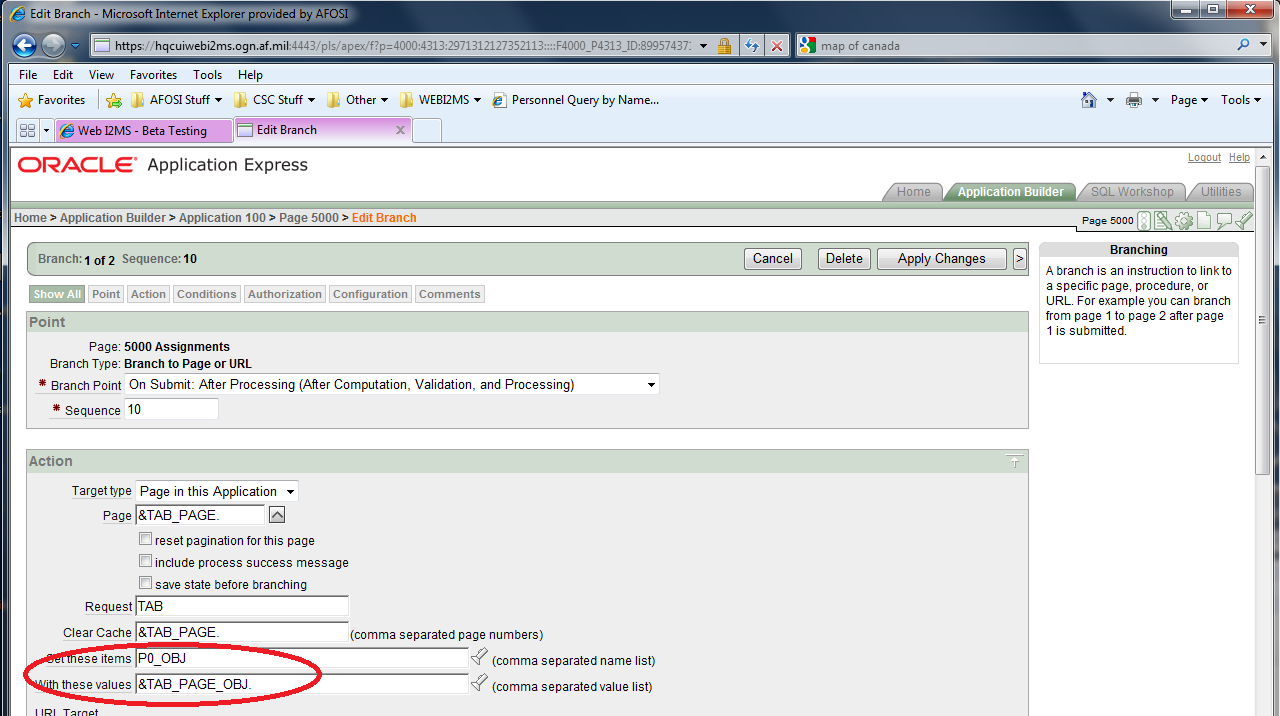 Edit Branch - Microsoft Internet Explorer provided by AFOSI
https://hqcuiwebi2ms.ogn.af.mil:4443/pls/apex/f?p=4000:4313:2971312127352113::::F4000_P4313_ID:89957437
map of canada
File Edit View Favorites Tools Help
Favorites AFOSI Stuff CSC Stuff Other WEBI2MS Personnel Query by Name... Page Tools
Web I2MS - Beta Testing Edit Branch
ORACLE Application Express
Logout Help
Home Application Builder SQL Workshop Utilities
Home > Application Builder > Application 100 > Page 5000 > Edit Branch
Page 5000
Branch: 1 of 2 Sequence: 10 Cancel Delete Apply Changes >
Branching
A branch is an instruction to link to
a specific page, procedure, or
URL. For example you can branch
from page 1 to page 2 after page
1 is submitted.
Show All Point Action Conditions Authorization Configuration Comments
Point
Page: 5000 Assignments
Branch Type: Branch to Page or URL
* Branch Point On Submit: After Processing (After Computation, Validation, and Processing)
* Sequence 10
Action
Target type Page in this Application
Page &TAB_PAGE.
reset pagination for this page
include process success message
save state before branching
Request TAB
Clear Cache &TAB_PAGE. (comma separated page numbers)
Set these items P0_OBJ (comma separated name list)
With these values &TAB_PAGE_OBJ. (comma separated value list)
URL Target